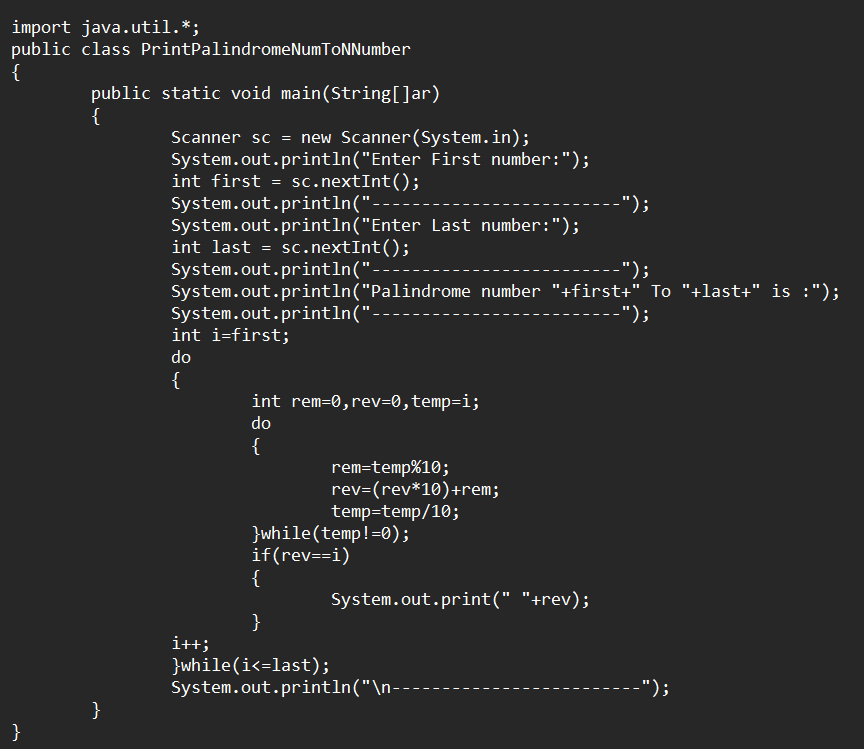 import java.util.*;
public class PrintPalindromeNumToNNumber
{
        public static void main(String[]ar)
        {
                Scanner sc = new Scanner(System.in);
                System.out.println("Enter First number:");
                int first = sc.nextInt();
                System.out.println("-------------------------");
                System.out.println("Enter Last number:");
                int last = sc.nextInt();
                System.out.println("-------------------------");
                System.out.println("Palindrome number "+first+" To "+last+" is :");
                System.out.println("-------------------------");
                int i=first;
                do
                {
                        int rem=0,rev=0,temp=i;
                        do
                        {
                                rem=temp%10;
                                rev=(rev*10)+rem;
                                temp=temp/10;
                        }while(temp!=0);
                        if(rev==i)
                        {
                                System.out.print(" "+rev);
                        }
                i++;
                }while(i<=last);
                System.out.println("\n-------------------------");
        }
}